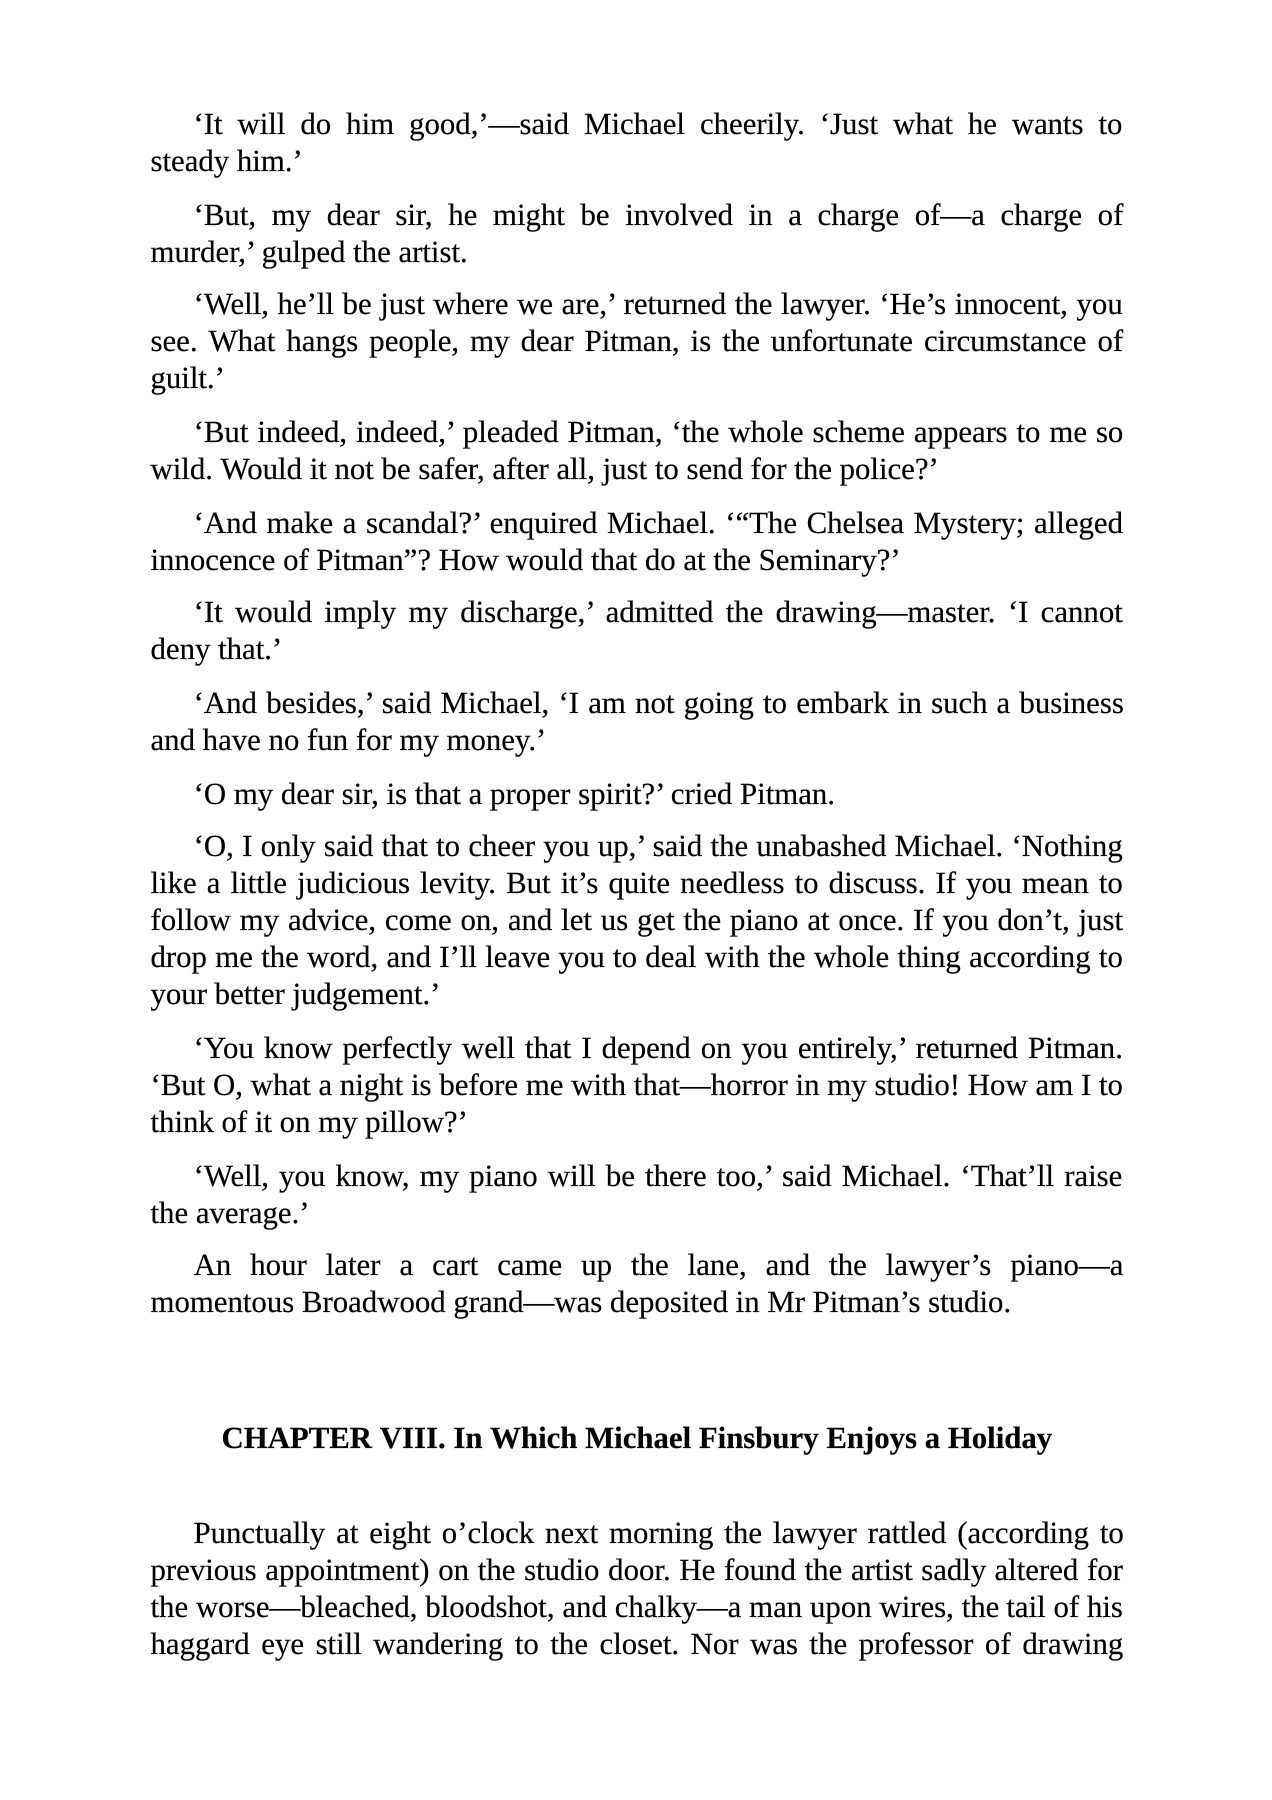 ‘It will do him good,’—said Michael cheerily. ‘Just what he wants to
steady him.’
‘But, my dear sir, he might be involved in a charge of—a charge of
murder,’ gulped the artist.
‘Well, he’ll be just where we are,’ returned the lawyer. ‘He’s innocent, you
see. What hangs people, my dear Pitman, is the unfortunate circumstance of
guilt.’
‘But indeed, indeed,’ pleaded Pitman, ‘the whole scheme appears to me so
wild. Would it not be safer, after all, just to send for the police?’
‘And make a scandal?’ enquired Michael. ‘“The Chelsea Mystery; alleged
innocence of Pitman”? How would that do at the Seminary?’
‘It would imply my discharge,’ admitted the drawing—master. ‘I cannot
deny that.’
‘And besides,’ said Michael, ‘I am not going to embark in such a business
and have no fun for my money.’
‘O my dear sir, is that a proper spirit?’ cried Pitman.
‘O, I only said that to cheer you up,’ said the unabashed Michael. ‘Nothing
like a little judicious levity. But it’s quite needless to discuss. If you mean to
follow my advice, come on, and let us get the piano at once. If you don’t, just
drop me the word, and I’ll leave you to deal with the whole thing according to
your better judgement.’
‘You know perfectly well that I depend on you entirely,’ returned Pitman.
‘But O, what a night is before me with that—horror in my studio! How am I to
think of it on my pillow?’
‘Well, you know, my piano will be there too,’ said Michael. ‘That’ll raise
the average.’
An hour later a cart came up the lane, and the lawyer’s piano—a
momentous Broadwood grand—was deposited in Mr Pitman’s studio.
CHAPTER VIII. In Which Michael Finsbury Enjoys a Holiday
Punctually at eight o’clock next morning the lawyer rattled (according to
previous appointment) on the studio door. He found the artist sadly altered for
the worse—bleached, bloodshot, and chalky—a man upon wires, the tail of his
haggard eye still wandering to the closet. Nor was the professor of drawing